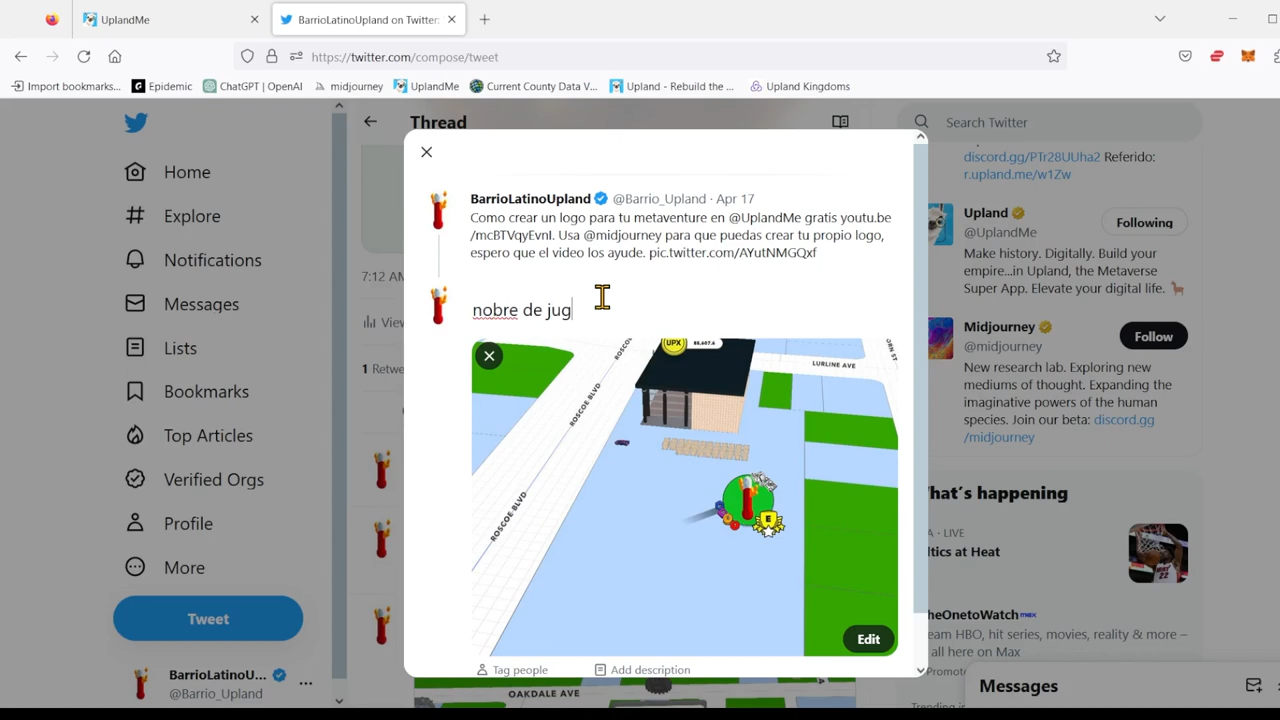 UplandMe
BarrioLatinoUpland on Twitter:
https://twitter.com/compose/tweet
Import bookmarks...
Epidemic
ChatGPT | OpenAI
midjourney
UplandMe
Current County Data V...
Upland - Rebuild the ...
Upland Kingdoms
Home
Explore
Notifications
Messages
Lists
Bookmarks
Top Articles
Verified Orgs
Profile
More
Tweet
BarrioLatinoU...
@Barrio_Upland
Thread
7:12 AM
View
1 Retwe
BarrioLatinoUpland @Barrio_Upland · Apr 17
Como crear un logo para tu metaventure en @UplandMe gratis youtu.be
/mcBTVqyEvnI. Usa @midjourney para que puedas crear tu propio logo,
espero que el video los ayude. pic.twitter.com/AYutNMGQxf
nobre de jug
UPX
ROSCOE BLVD
ROSCOE BLVD
LURLINE AVE
Edit
Tag people
Add description
OAKDALE AVE
Search Twitter
discord.gg/PTr28UUha2 Referido:
r.upland.me/w1Zw
Upland
@UplandMe
Following
Make history. Digitally. Build your
empire...in Upland, the Metaverse
Super App. Elevate your digital life.
Midjourney
@midjourney
Follow
New research lab. Exploring new
mediums of thought. Expanding the
imaginative powers of the human
species. Join our beta: discord.gg
/midjourney
hat's happening
A · LIVE
ltics at Heat
heOnetoWatch max
eam HBO, hit series, movies, reality & more –
all here on Max
Promote
Trending in
Messages